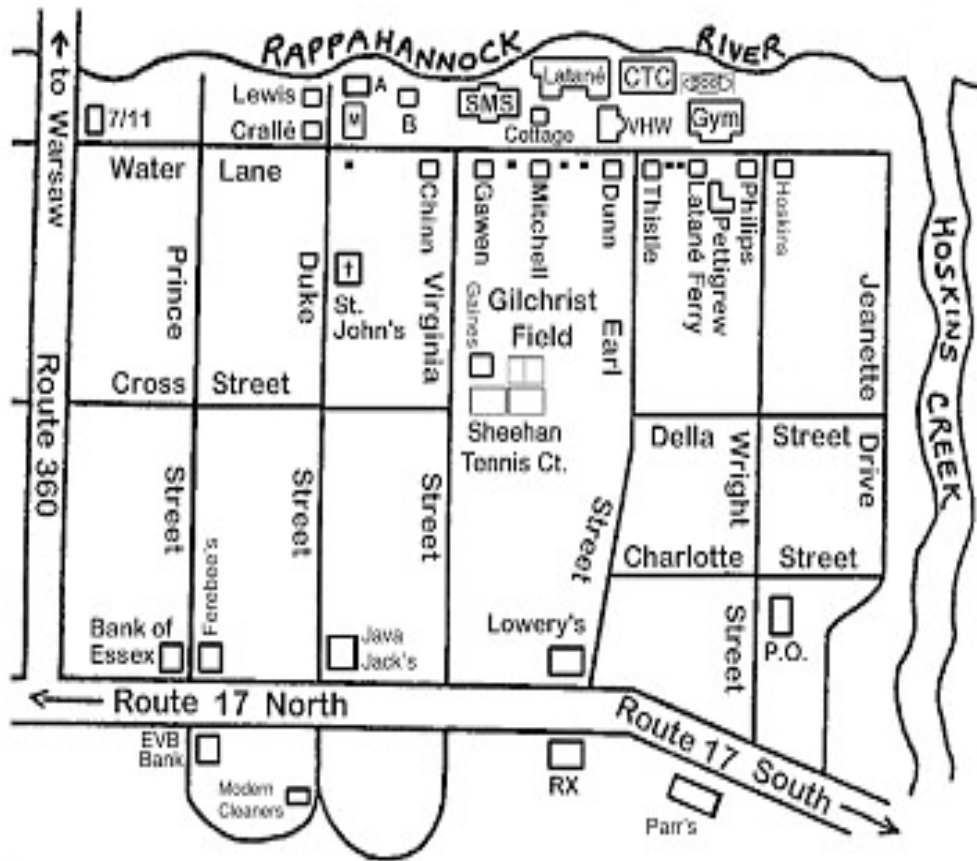 RAPPAHANNOCK RIVER
to Warsaw
7/11
Lewis
Crallé
A
M
B
SMS
Latané
Cottage
CTC
VHW
Gym
Water Lane
Chinn
Gawen
Mitchell
Dunn
Thistle
Latané Ferry
Pettigrew
Philips
Hoskins
Prince
Duke
St.
John's
Virginia
Gaines
Gilchrist
Field
Earl
Jeanette
HOSKINS CREEK
Route 360
Cross Street
Sheehan
Tennis Ct.
Della Street
Wright
Drive
Street
Street
Street
Street
Charlotte Street
Street
Ferebee's
Bank of
Essex
Java
Jack's
Lowery's
P.O.
Route 17 North
Route 17 South
EVB
Bank
Modern
Cleaners
RX
Parr's